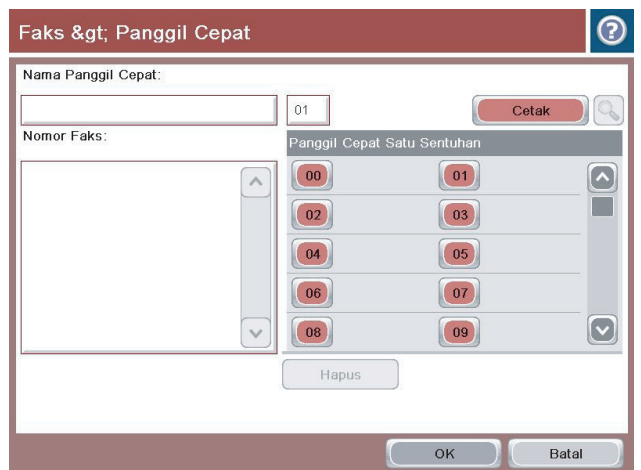 Faks &gt; Panggil Cepat
?
Nama Panggil Cepat:
01
Cetak
Nomor Faks:
Panggil Cepat Satu Sentuhan
00 01
02 03
04 05
06 07
08 09
Hapus
OK Batal